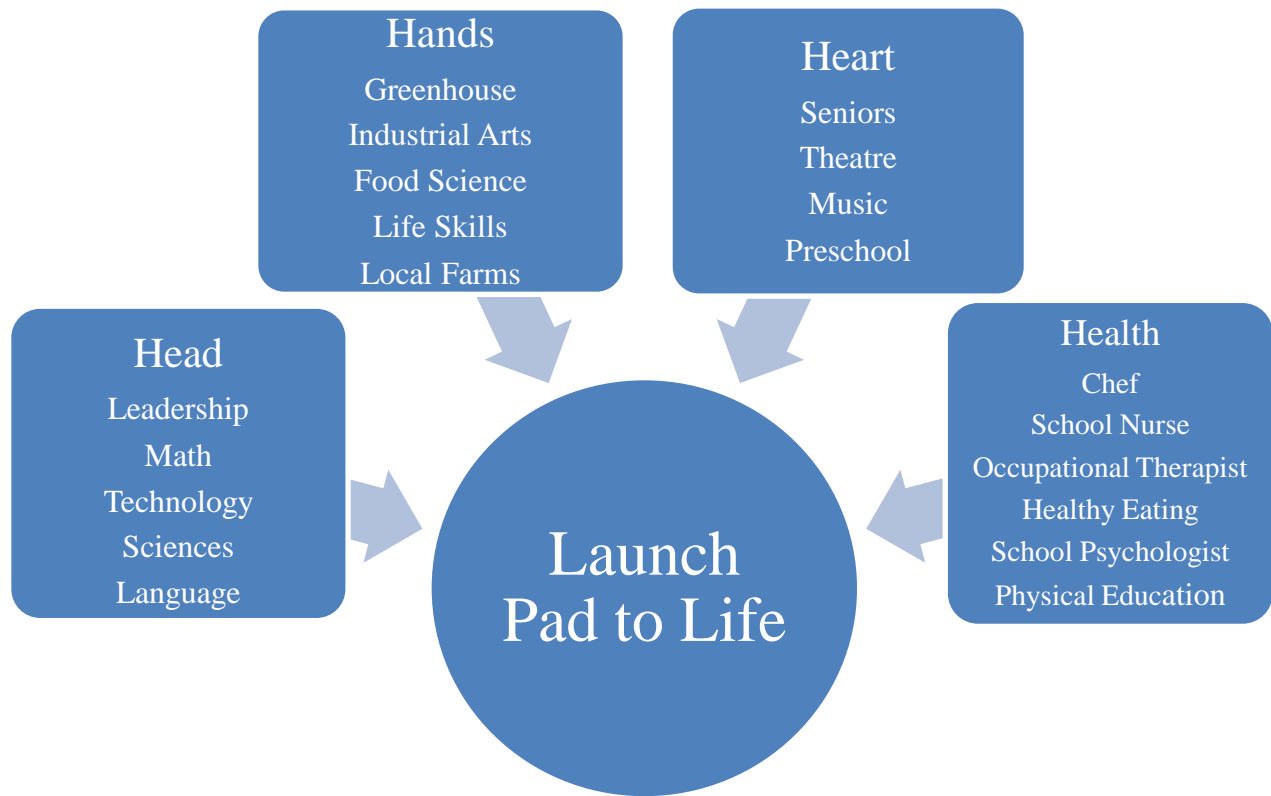 Hands
Greenhouse
Industrial Arts
Food Science
Life Skills
Local Farms
Heart
Seniors
Theatre
Music
Preschool
Head
Leadership
Math
Technology
Sciences
Language
Health
Chef
School Nurse
Occupational Therapist
Healthy Eating
School Psychologist
Physical Education
Launch
Pad to Life